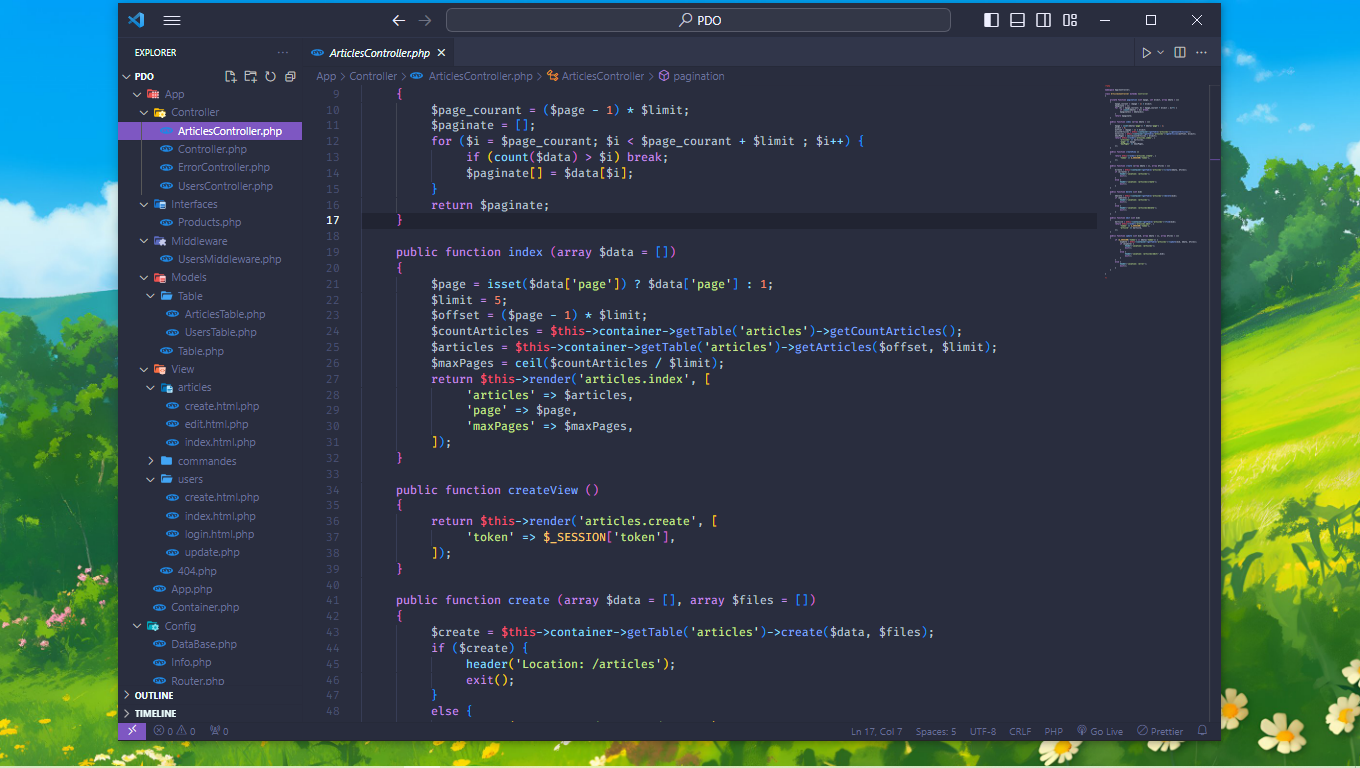 PDO
EXPLORER
ArticlesController.php
PDO
App > Controller > ArticlesController.php > ArticlesController > pagination
App
Controller
ArticlesController.php
Controller.php
ErrorController.php
UsersController.php
Interfaces
Products.php
Middleware
UsersMiddleware.php
Models
Table
ArticlesTable.php
UsersTable.php
Table.php
View
articles
create.html.php
edit.html.php
index.html.php
commandes
users
create.html.php
index.html.php
login.html.php
update.php
404.php
App.php
Container.php
Config
DataBase.php
Info.php
Router.php
OUTLINE
TIMELINE
9 {
10 $page_courant = ($page - 1) * $limit;
11 $paginate = [];
12 for ($i = $page_courant; $i < $page_courant + $limit ; $i++) {
13 if (count($data) > $i) break;
14 $paginate[] = $data[$i];
15 }
16 return $paginate;
17 }
18
19 public function index (array $data = [])
20 {
21 $page = isset($data['page']) ? $data['page'] : 1;
22 $limit = 5;
23 $offset = ($page - 1) * $limit;
24 $countArticles = $this->container->getTable('articles')->getCountArticles();
25 $articles = $this->container->getTable('articles')->getArticles($offset, $limit);
26 $maxPages = ceil($countArticles / $limit);
27 return $this->render('articles.index', [
28 'articles' => $articles,
29 'page' => $page,
30 'maxPages' => $maxPages,
31 ]);
32 }
33
34 public function createView ()
35 {
36 return $this->render('articles.create', [
37 'token' => $_SESSION['token'],
38 ]);
39 }
40
41 public function create (array $data = [], array $files = [])
42 {
43 $create = $this->container->getTable('articles')->create($data, $files);
44 if ($create) {
45 header('Location: /articles');
46 exit();
47 }
48 else {
0 0 0
Ln 17, Col 7 Spaces: 5 UTF-8 CRLF PHP Go Live Prettier